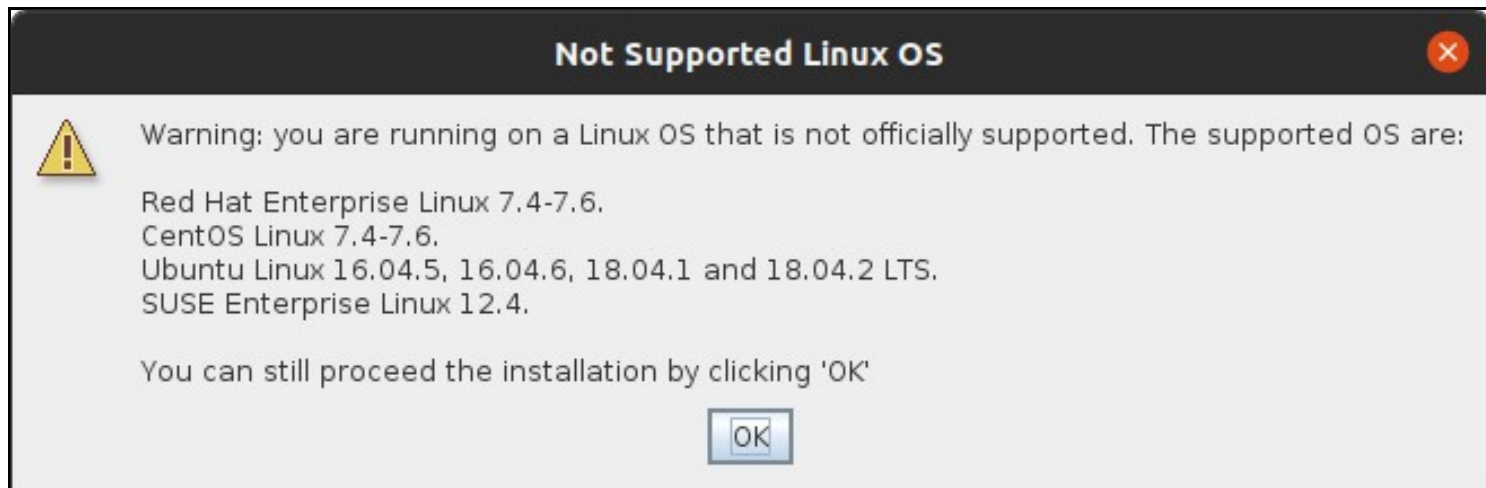 Not Supported Linux OS
Warning: you are running on a Linux OS that is not officially supported. The supported OS are:
Red Hat Enterprise Linux 7.4-7.6.
CentOS Linux 7.4-7.6.
Ubuntu Linux 16.04.5, 16.04.6, 18.04.1 and 18.04.2 LTS.
SUSE Enterprise Linux 12.4.
You can still proceed the installation by clicking 'OK'
OK